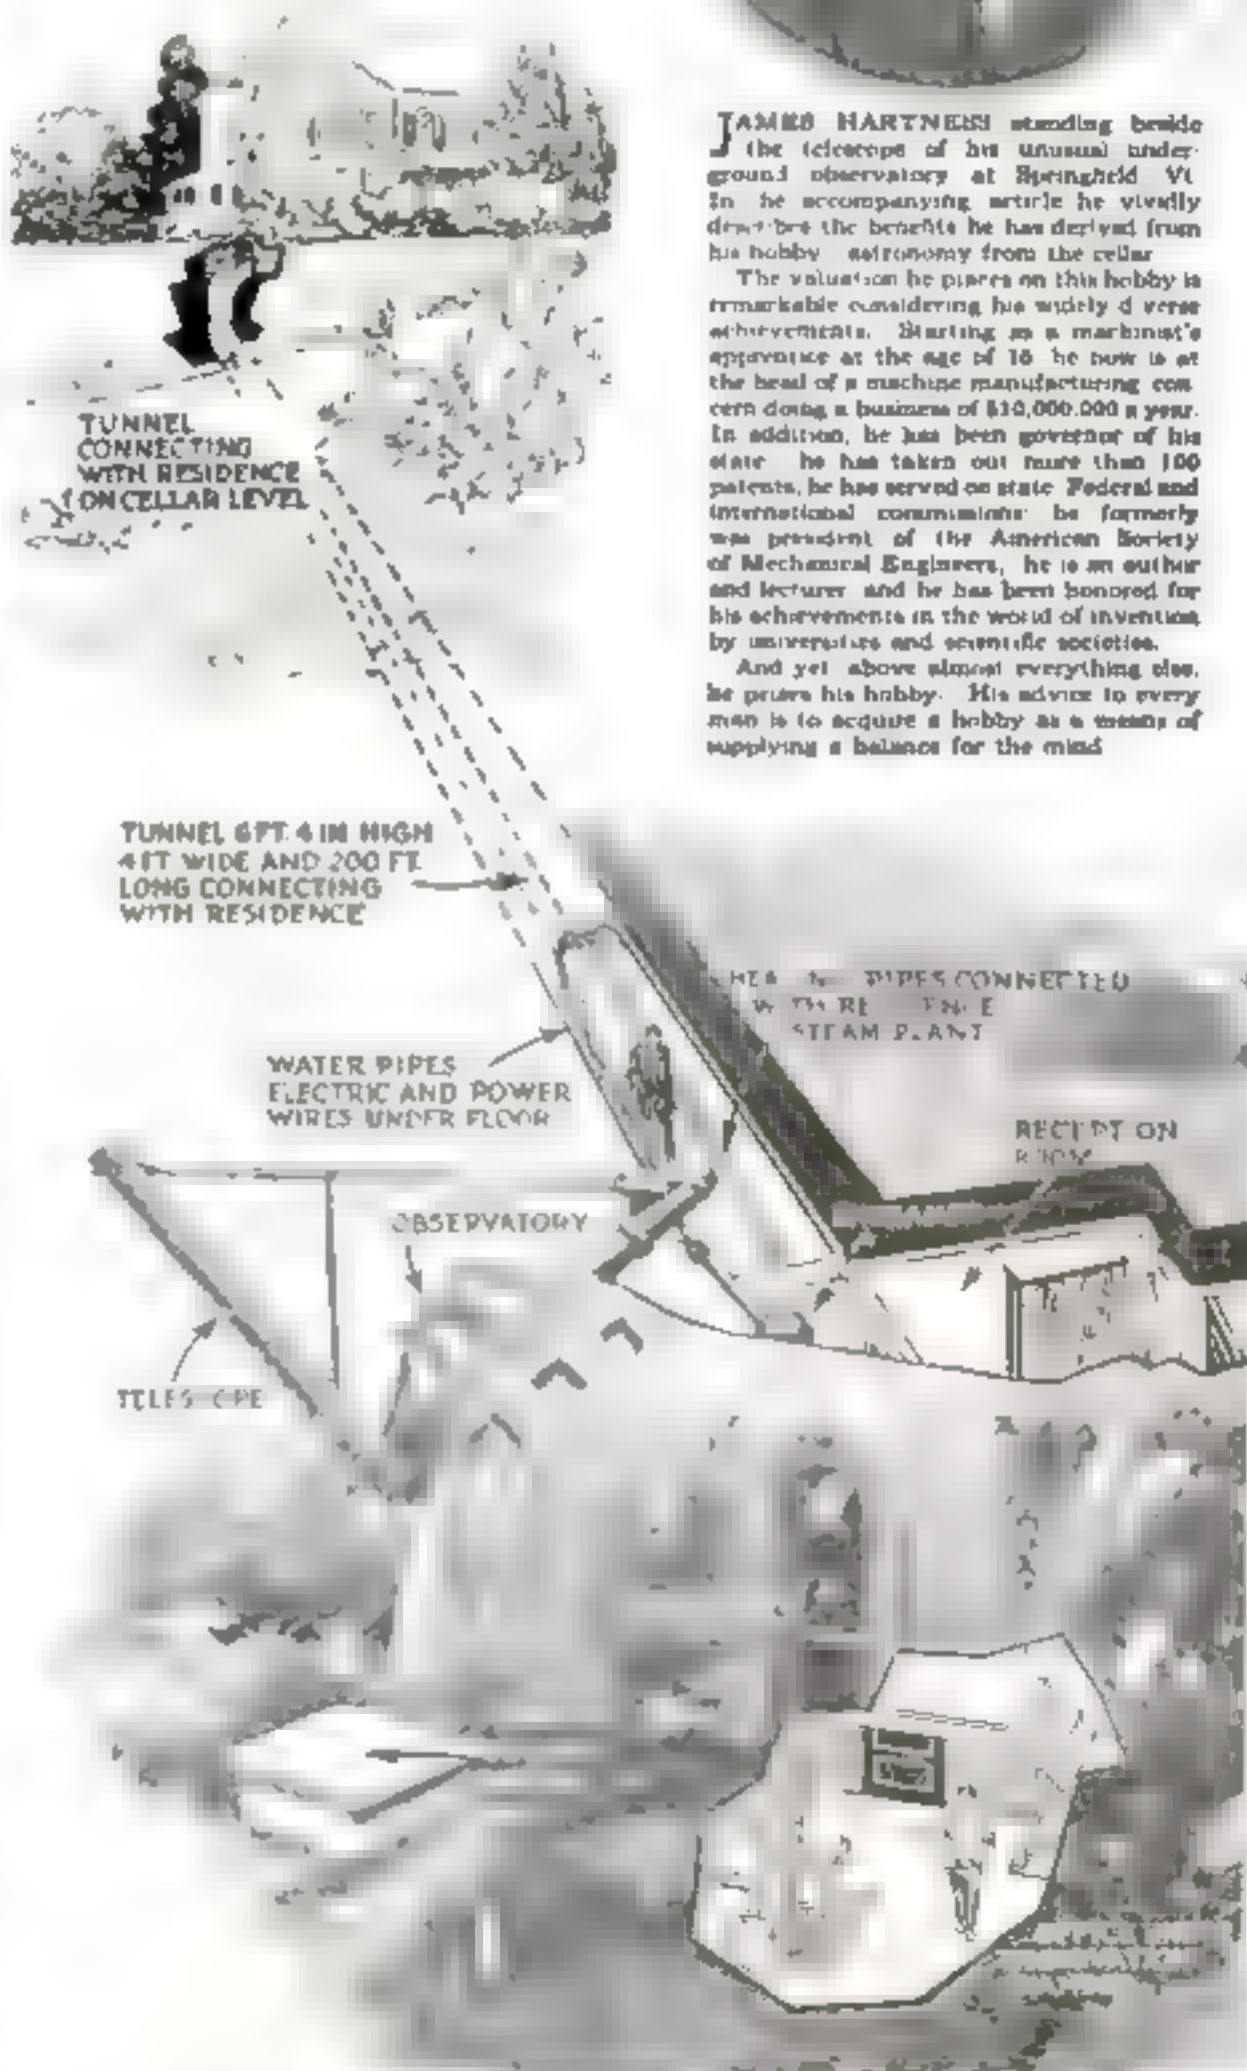 JAMES HARTNESS standing beside
the telescope of his unusual under-
ground observatory at Springfield Vt
In he accompanying article he vividly
describes the benefits he has derived from
his hobby astronomy from the cellar
The valuation he places on this hobby is
remarkable considering his widely d verse
achievements. Starting as a machinist's
apprentice at the age of 16 he now is at
the head of a machine manufacturing con
cern doing a business of $10,000.000 a year.
In addition, he has been governor of his
state he has taken out more than 100
patents, he has served on state Federal and
international commissions he formerly
was president of the American Society
of Mechanical Engineers, he is an author
and lecturer and he has been honored for
his achievements in the world of invention
by universities and scientific societies.
And yet above almost everything else,
he prizes his hobby. His advice to every
man is to acquire a hobby as a means of
supplying a balance for the mind
TUNNEL
CONNECTING
WITH RESIDENCE
ON CELLAR LEVEL
TUNNEL 6 FT. 4 IN HIGH
4 FT WIDE AND 200 FT.
LONG CONNECTING
WITH RESIDENCE
PIPES CONNECTED
STEAM PLANT
WATER PIPES
ELECTRIC AND POWER
WIRES UNDER FLOOR
RECEPT ON
OBSERVATORY
TELES OPE